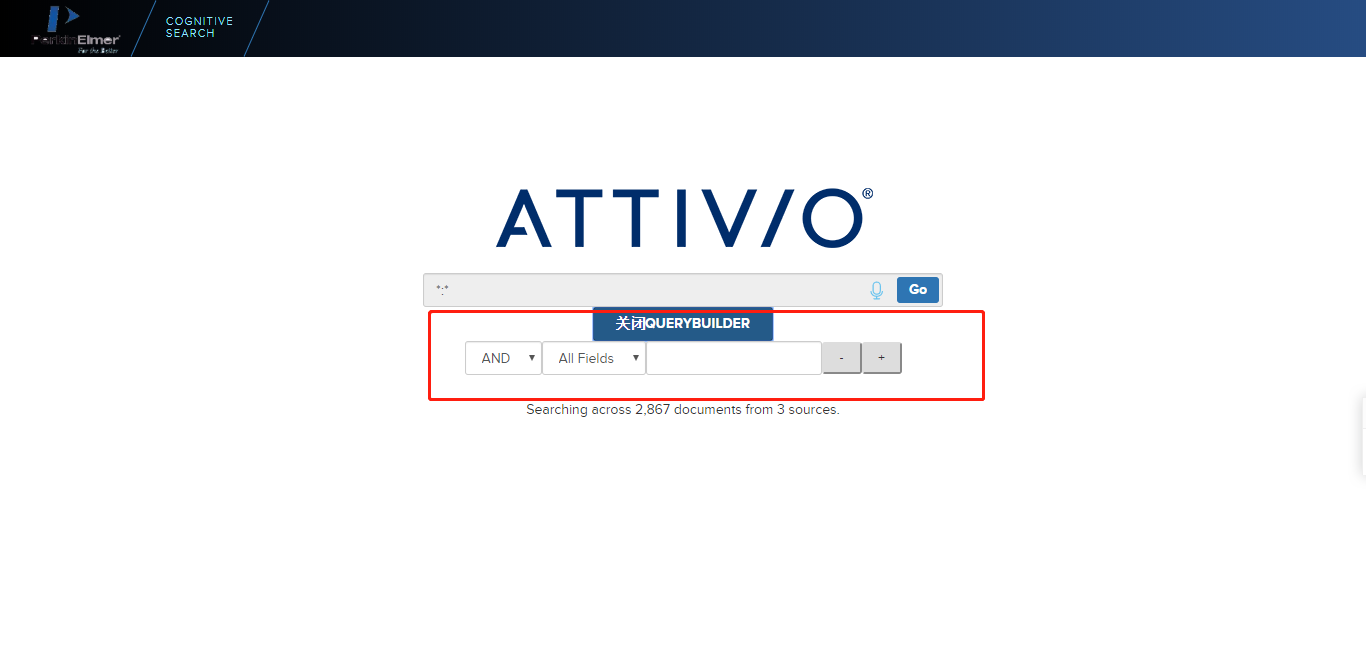 COGNITIVE
SEARCH
PerkinElmer
For the Better
ATTIVIO®
*:*
Go
关闭QUERYBUILDER
AND
All Fields
-
+
Searching across 2,867 documents from 3 sources.